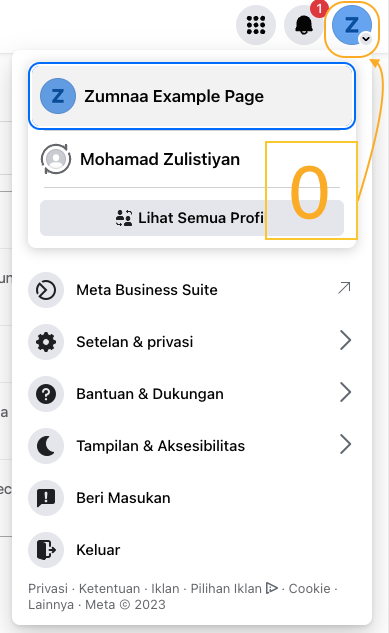 1
Z
Z Zumnaa Example Page
Mohamad Zulistiyan
0
Lihat Semua Profi
Meta Business Suite
Setelan & privasi
Bantuan & Dukungan
Tampilan & Aksesibilitas
Beri Masukan
Keluar
Privasi · Ketentuan · Iklan · Pilihan Iklan · Cookie ·
Lainnya · Meta © 2023